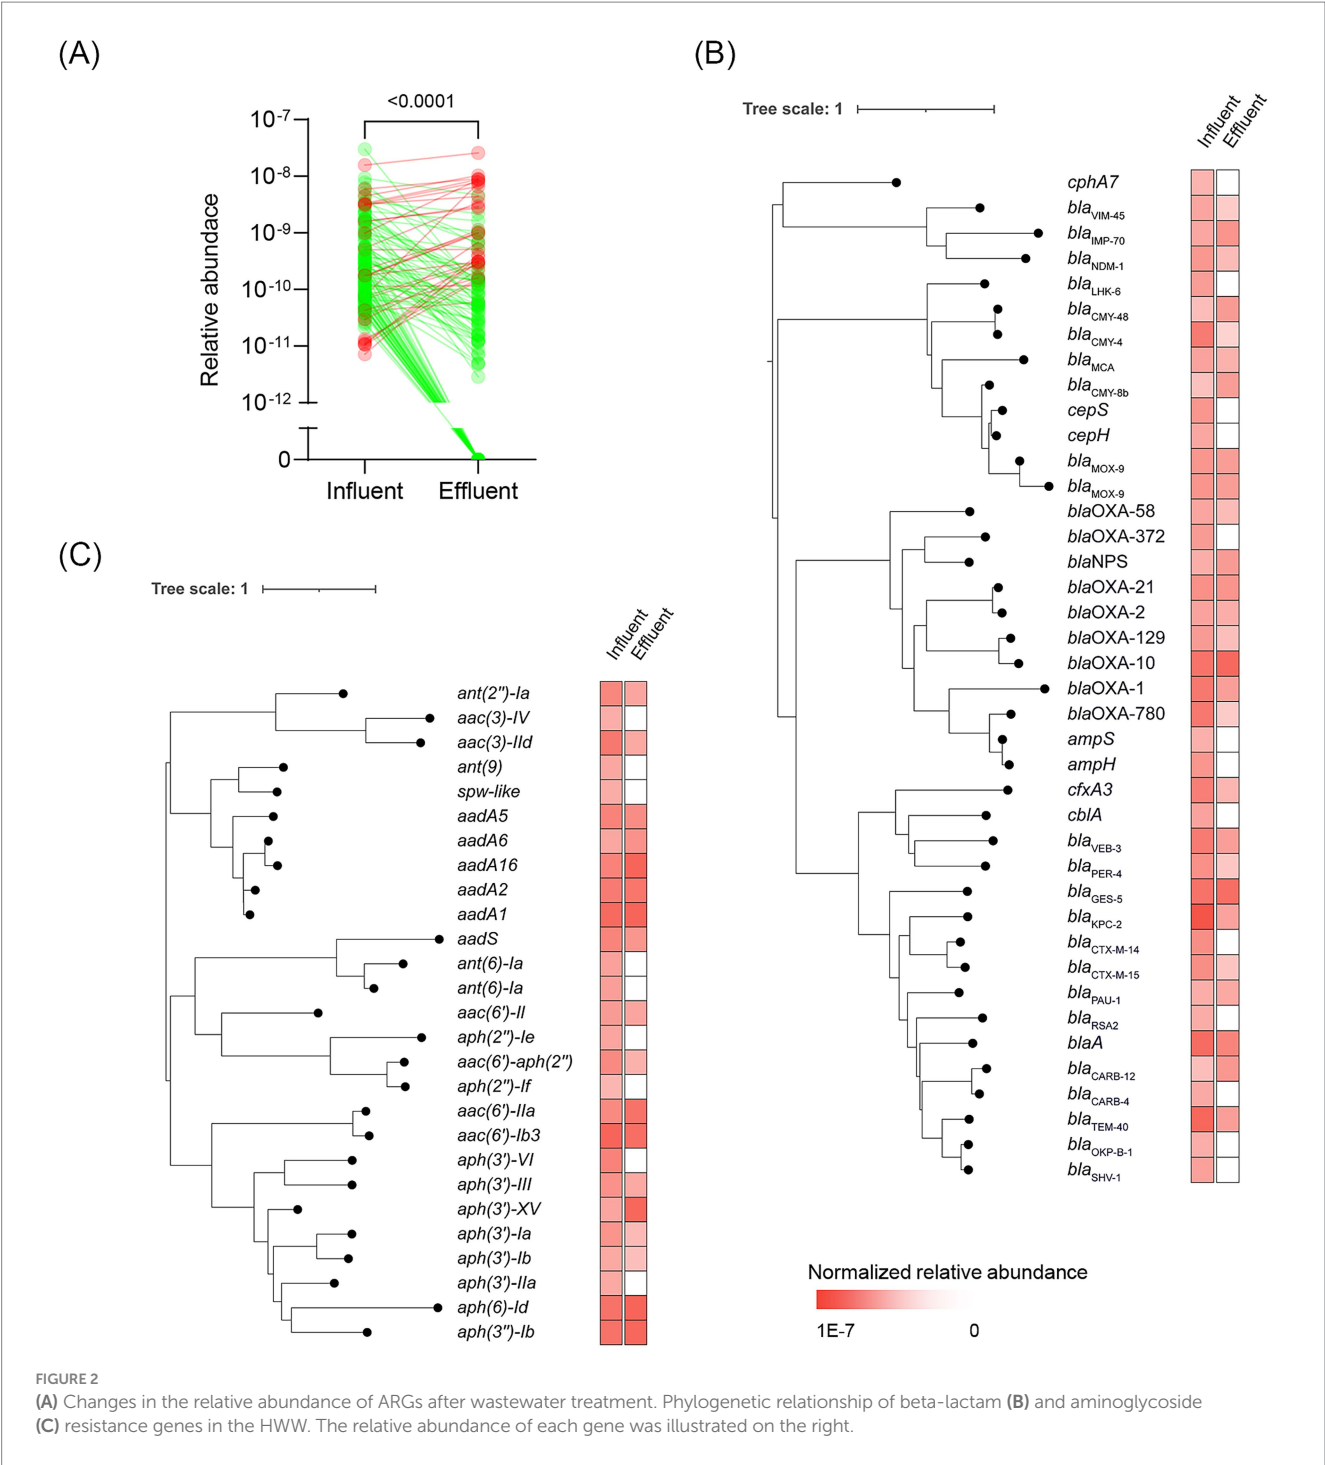 (A)
<0.0001
Relative abundace
10-7
10-8
10-9
10-10
10-11
10-12
0
Influent
Effluent
(B)
Tree scale: 1
Influent
Effluent
cphA7
blaVIM-45
blaIMP-70
blaNDM-1
blaLHK-6
blaCMY-48
blaCMY-4
blaMCA
blaCMY-8b
cepS
cepH
blaMOX-9
blaMOX-9
blaOXA-58
blaOXA-372
blaNPS
blaOXA-21
blaOXA-2
blaOXA-129
blaOXA-10
blaOXA-1
blaOXA-780
ampS
ampH
cfxA3
cblA
blaVEB-3
blaPER-4
blaGES-5
blaKPC-2
blaCTX-M-14
blaCTX-M-15
blaPAU-1
blaRSA2
blaA
blaCARB-12
blaCARB-4
blaTEM-40
blaOKP-B-1
blaSHV-1
Normalized relative abundance
1E-7
0
(C)
Tree scale: 1
Influent
Effluent
ant(2")-Ia
aac(3)-IV
aac(3)-IId
ant(9)
spw-like
aadA5
aadA6
aadA16
aadA2
aadA1
aadS
ant(6)-Ia
ant(6)-Ia
aac(6')-II
aph(2")-Ie
aac(6')-aph(2")
aph(2")-If
aac(6')-IIa
aac(6')-Ib3
aph(3')-VI
aph(3')-III
aph(3')-XV
aph(3')-Ia
aph(3')-Ib
aph(3')-IIa
aph(6)-Id
aph(3")-Ib
FIGURE 2
(A) Changes in the relative abundance of ARGs after wastewater treatment. Phylogenetic relationship of beta-lactam (B) and aminoglycoside
(C) resistance genes in the HWW. The relative abundance of each gene was illustrated on the right.